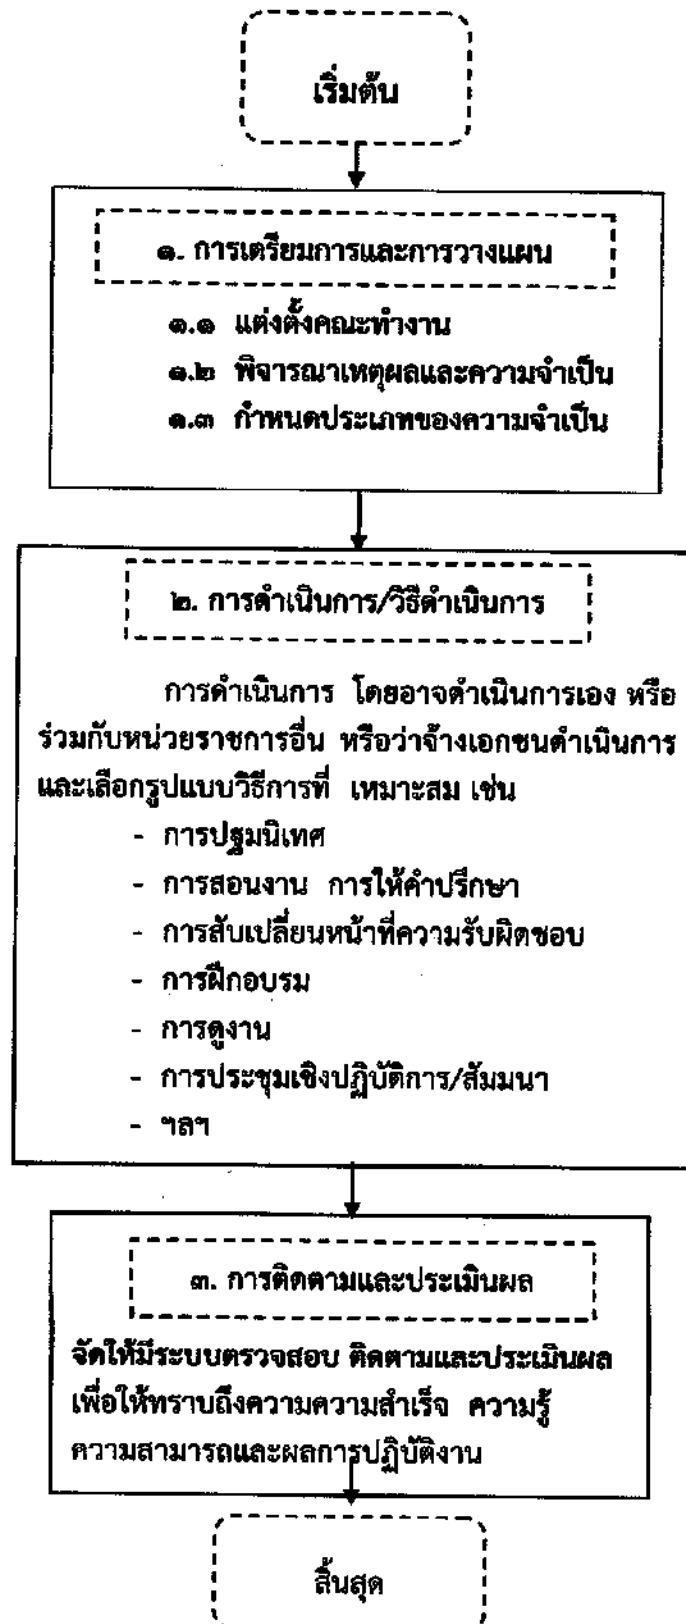 เริ่มต้น
๑. การเตรียมการและการวางแผน
๑.๑ แต่งตั้งคณะทำงาน
๑.๒ พิจารณาเหตุผลและความจำเป็น
๑.๓ กำหนดประเภทของความจำเป็น
๒. การดำเนินการ/วิธีดำเนินการ
การดำเนินการ โดยอาจดำเนินการเอง หรือ
ร่วมกับหน่วยราชการอื่น หรือว่าจ้างเอกชนดำเนินการ
และเลือกรูปแบบวิธีการที่ เหมาะสม เช่น
- การปฐมนิเทศ
- การสอนงาน การให้คำปรึกษา
- การสับเปลี่ยนหน้าที่ความรับผิดชอบ
- การฝึกอบรม
- การดูงาน
- การประชุมเชิงปฏิบัติการ/สัมมนา
- ฯลฯ
๓. การติดตามและประเมินผล
จัดให้มีระบบตรวจสอบ ติดตามและประเมินผล
เพื่อให้ทราบถึงความความสำเร็จ ความรู้
ความสามารถและผลการปฏิบัติงาน
สิ้นสุด